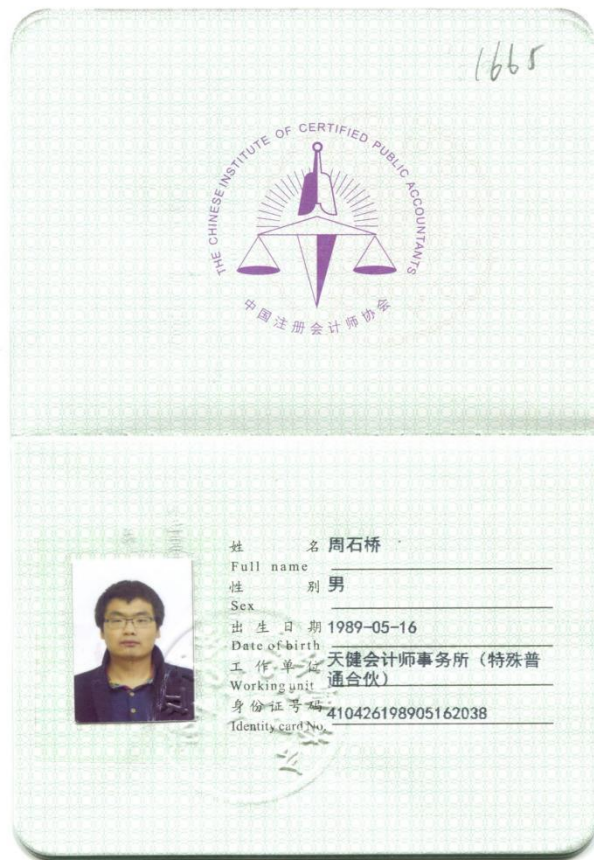 1665
THE CHINESE INSTITUTE OF CERTIFIED PUBLIC ACCOUNTANTS
中国注册会计师协会
姓 名 周石桥
Full name
性 别 男
Sex
出生日期 1989-05-16
Date of birth
工作单位 天健会计师事务所（特殊普
通合伙）
Working unit
身份证号码 410426198905162038
Identity card No.